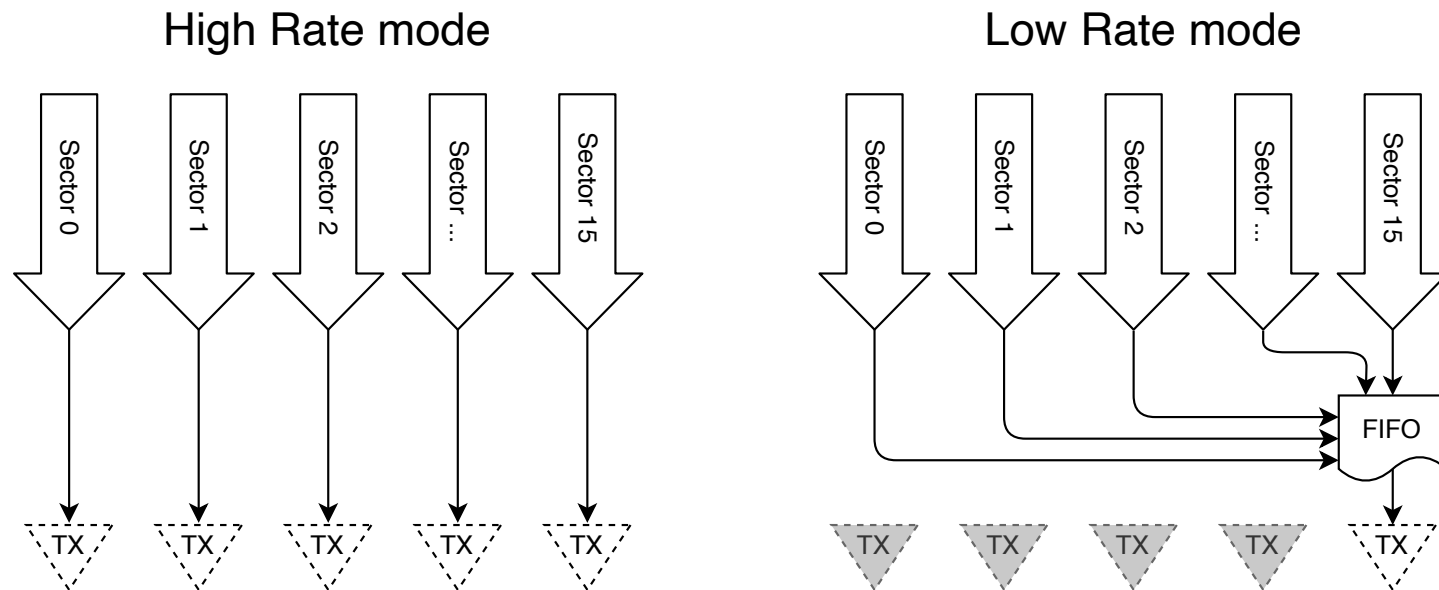 High Rate mode
Low Rate mode
Sector 0
Sector 1
Sector 2
Sector ...
Sector 15
Sector 0
Sector 1
Sector 2
Sector ...
Sector 15
FIFO
TX
TX
TX
TX
TX
TX
TX
TX
TX
TX